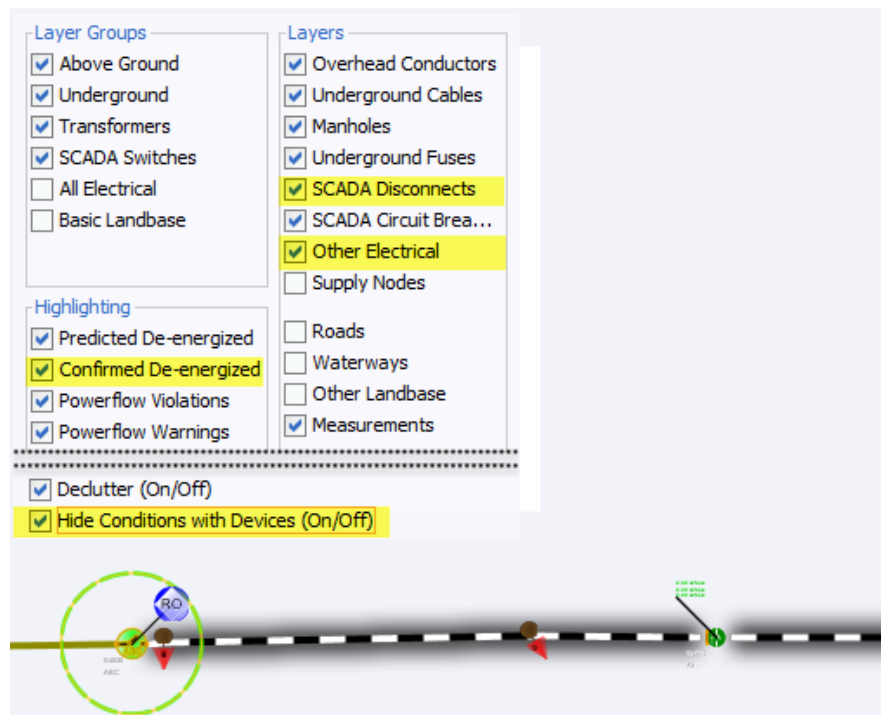 Layer Groups
Above Ground
Underground
Transformers
SCADA Switches
All Electrical
Basic Landbase
Highlighting
Predicted De-energized
Confirmed De-energized
Powerflow Violations
Powerflow Warnings
Layers
Overhead Conductors
Underground Cables
Manholes
Underground Fuses
SCADA Disconnects
SCADA Circuit Brea...
Other Electrical
Supply Nodes
Roads
Waterways
Other Landbase
Measurements
Declutter (On/Off)
Hide Conditions with Devices (On/Off)
RO
ABC